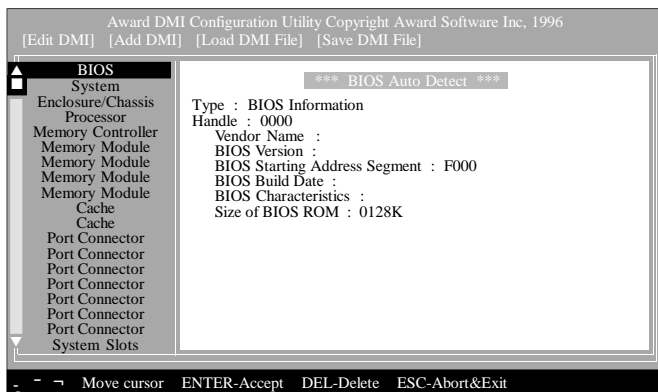 Award DMI Configuration Utility Copyright Award Software Inc, 1996
[Edit DMI] [Add DMI] [Load DMI File] [Save DMI File]
BIOS
System
Enclosure/Chassis
Processor
Memory Controller
Memory Module
Memory Module
Memory Module
Memory Module
Cache
Cache
Port Connector
Port Connector
Port Connector
Port Connector
Port Connector
Port Connector
Port Connector
System Slots
*** BIOS Auto Detect ***
Type : BIOS Information
Handle : 0000
Vendor Name :
BIOS Version :
BIOS Starting Address Segment : F000
BIOS Build Date :
BIOS Characteristics :
Size of BIOS ROM : 0128K
Move cursor ENTER-Accept DEL-Delete ESC-Abort&Exit